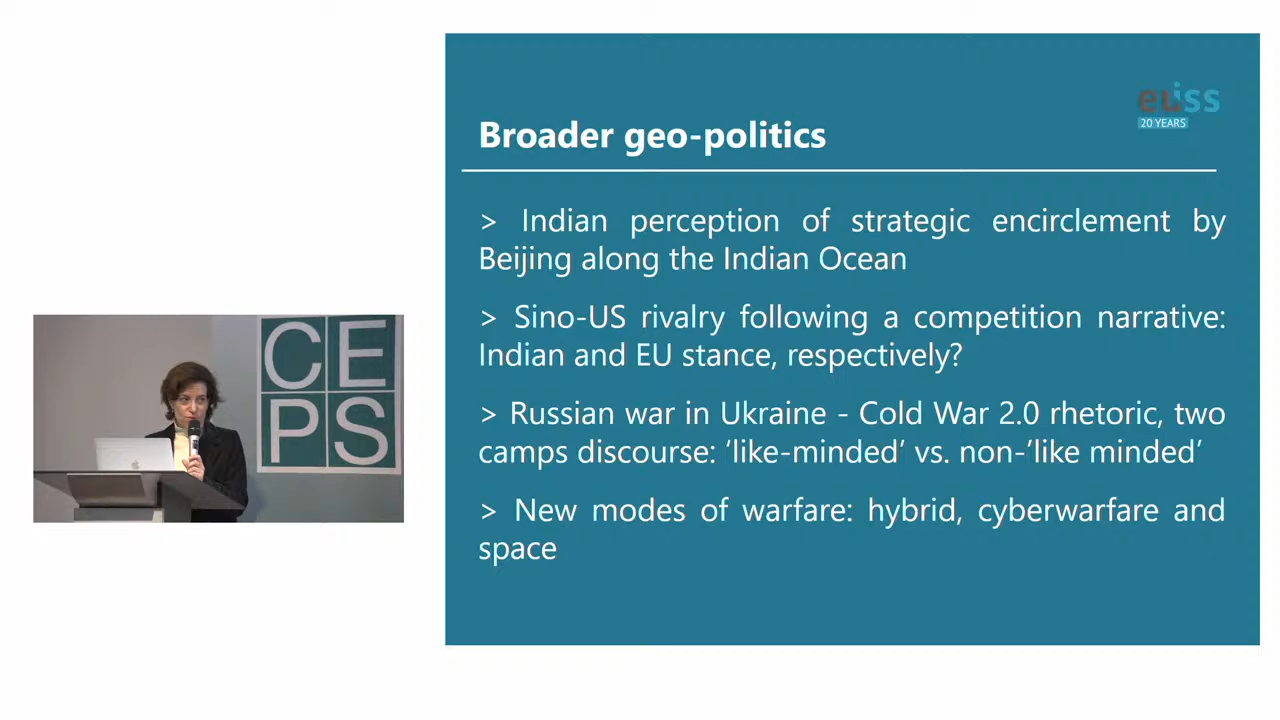 euiss
20 YEARS
Broader geo-politics
> Indian perception of strategic encirclement by
Beijing along the Indian Ocean
> Sino-US rivalry following a competition narrative:
Indian and EU stance, respectively?
> Russian war in Ukraine - Cold War 2.0 rhetoric, two
camps discourse: ‘like-minded’ vs. non-’like minded’
> New modes of warfare: hybrid, cyberwarfare and
space
CE
PS